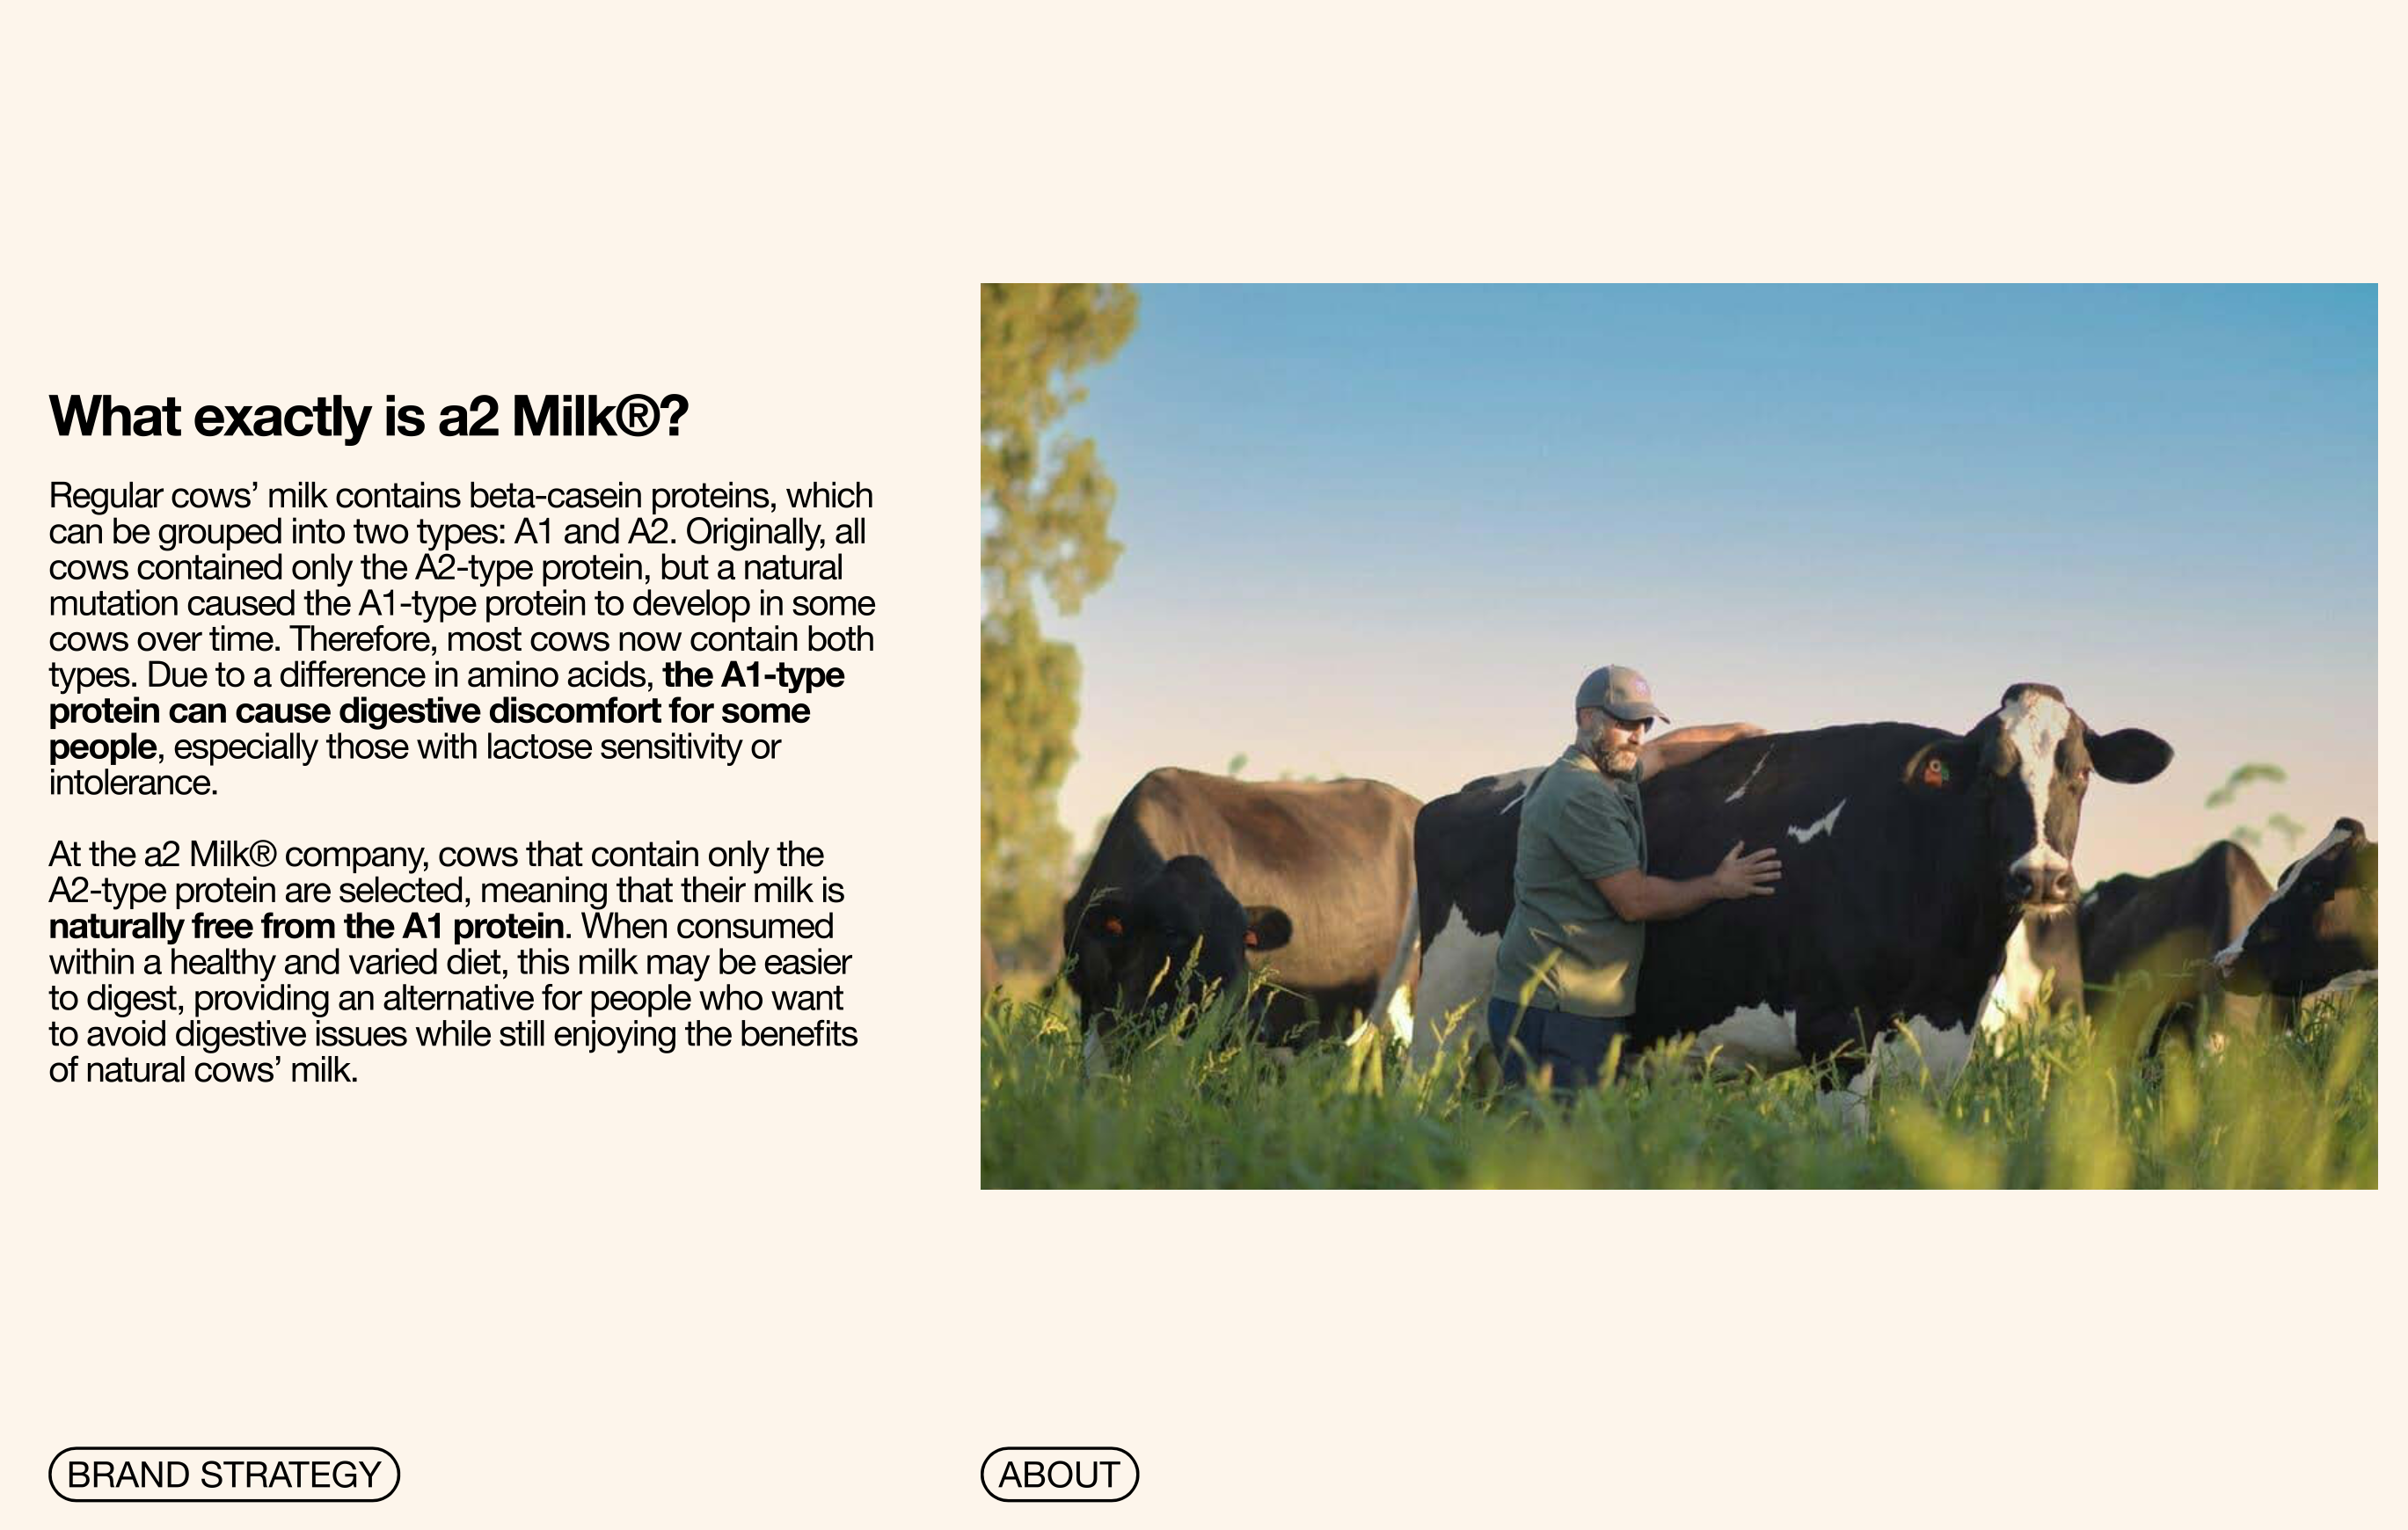 What exactly is a2 Milk®?
Regular cows’ milk contains beta-casein proteins, which
can be grouped into two types: A1 and A2. Originally, all
cows contained only the A2-type protein, but a natural
mutation caused the A1-type protein to develop in some
cows over time. Therefore, most cows now contain both
types. Due to a difference in amino acids, the A1-type
protein can cause digestive discomfort for some
people, especially those with lactose sensitivity or
intolerance.
At the a2 Milk® company, cows that contain only the
A2-type protein are selected, meaning that their milk is
naturally free from the A1 protein. When consumed
within a healthy and varied diet, this milk may be easier
to digest, providing an alternative for people who want
to avoid digestive issues while still enjoying the benefits
of natural cows’ milk.
BRAND STRATEGY
ABOUT